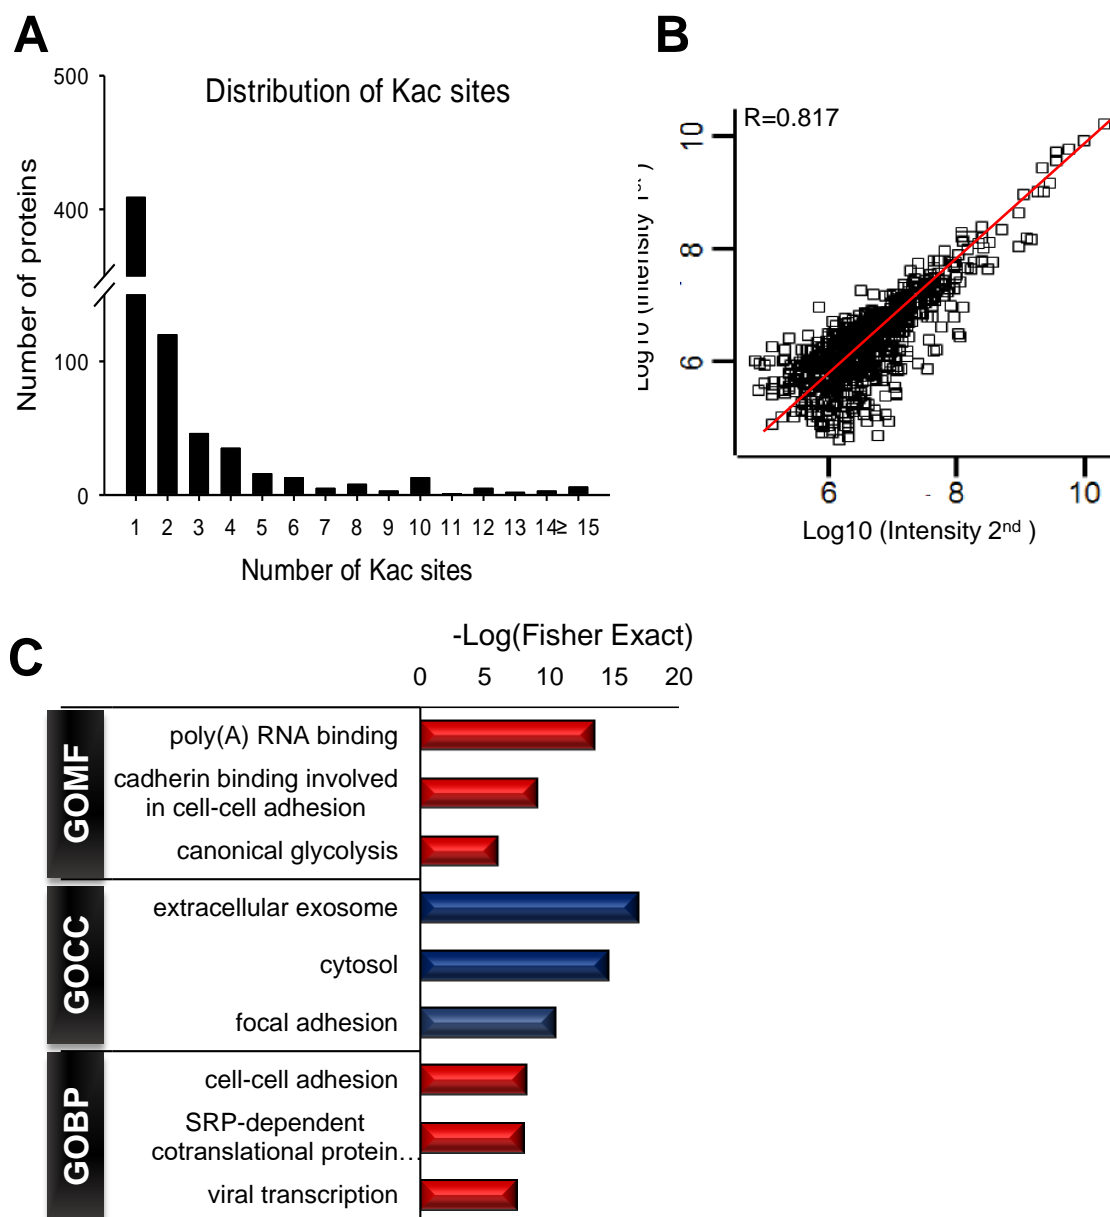 A
Distribution of Kac sites
500
400
100
0
Number of proteins
1 2 3 4 5 6 7 8 9 10 11 12 13 14≥ 15
Number of Kac sites
B
R=0.817
10
8
6
Log10 (Intensity 1st )
6 8 10
Log10 (Intensity 2nd )
C
-Log(Fisher Exact)
0 5 10 15 20
GOMF
poly(A) RNA binding
cadherin binding involved
in cell-cell adhesion
canonical glycolysis
GOCC
extracellular exosome
cytosol
focal adhesion
GOBP
cell-cell adhesion
SRP-dependent
cotranslational protein…
viral transcription